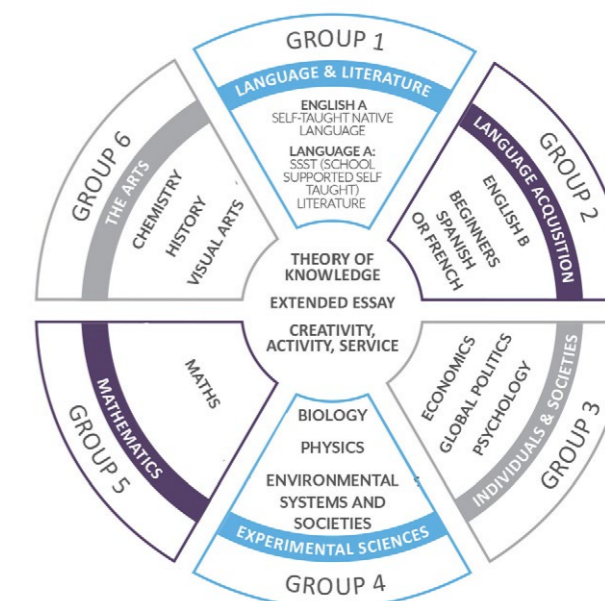 GROUP 1
LANGUAGE & LITERATURE
ENGLISH A
SELF-TAUGHT NATIVE
LANGUAGE
LANGUAGE A:
SSST (SCHOOL
SUPPORTED SELF
TAUGHT)
LITERATURE
GROUP 2
LANGUAGE ACQUISITION
ENGLISH B
BEGINNERS
SPANISH
OR FRENCH
GROUP 3
INDIVIDUALS & SOCIETIES
ECONOMICS
GLOBAL POLITICS
PSYCHOLOGY
BIOLOGY
PHYSICS
ENVIRONMENTAL
SYSTEMS AND
SOCIETIES
EXPERIMENTAL SCIENCES
GROUP 4
GROUP 5
MATHEMATICS
MATHS
GROUP 6
THE ARTS
CHEMISTRY
HISTORY
VISUAL ARTS
THEORY OF
KNOWLEDGE
EXTENDED ESSAY
CREATIVITY,
ACTIVITY, SERVICE